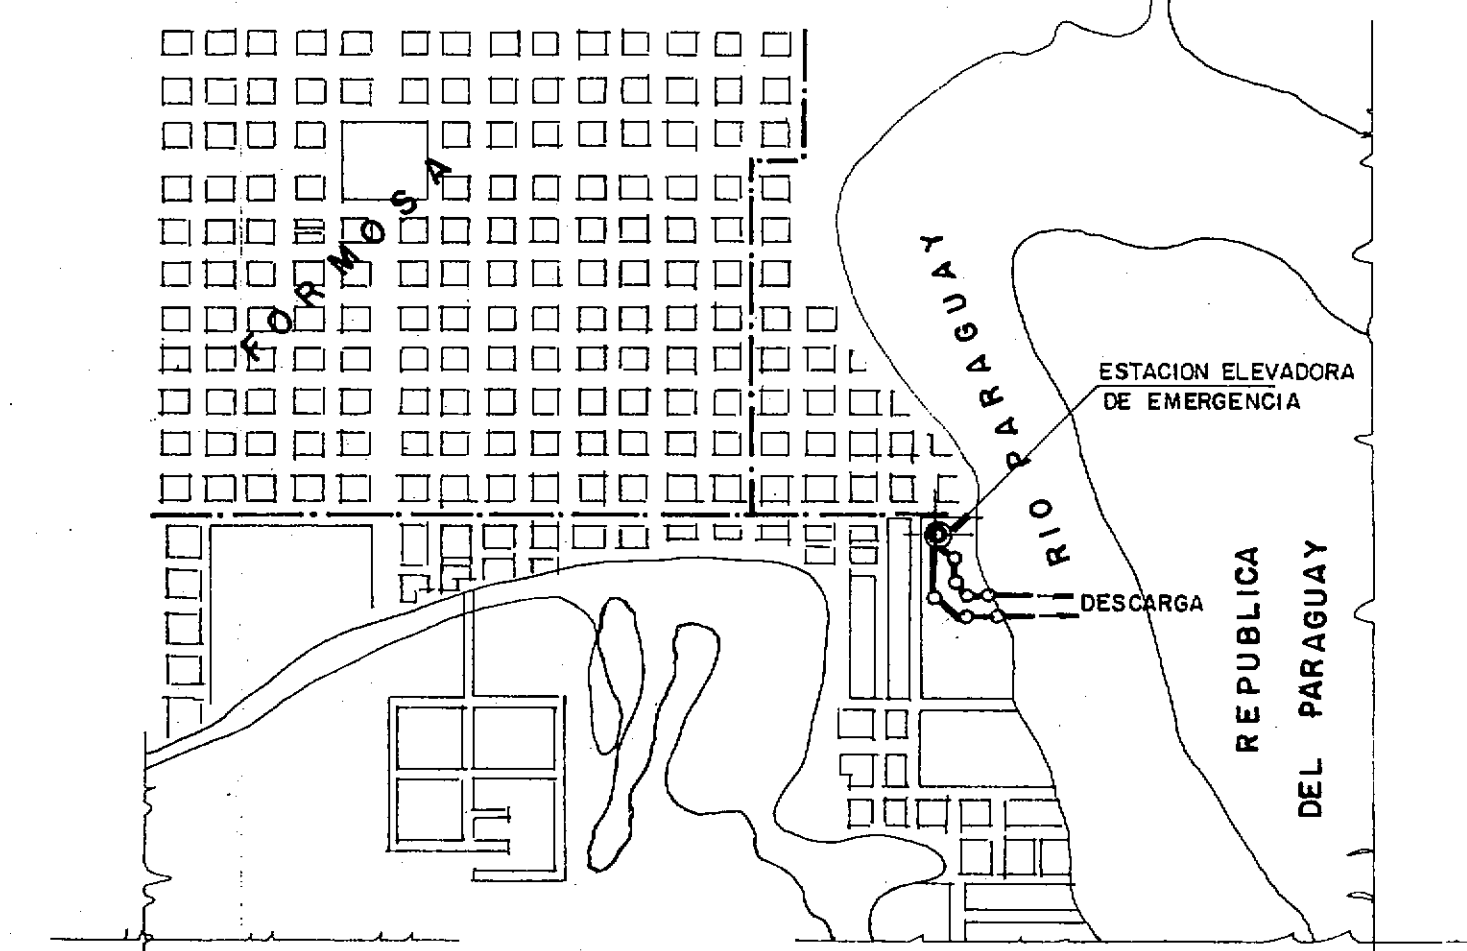 FORMOSA
RIO PARAGUAY
ESTACION ELEVADORA
DE EMERGENCIA
DESCARGA
REPUBLICA
DEL PARAGUAY